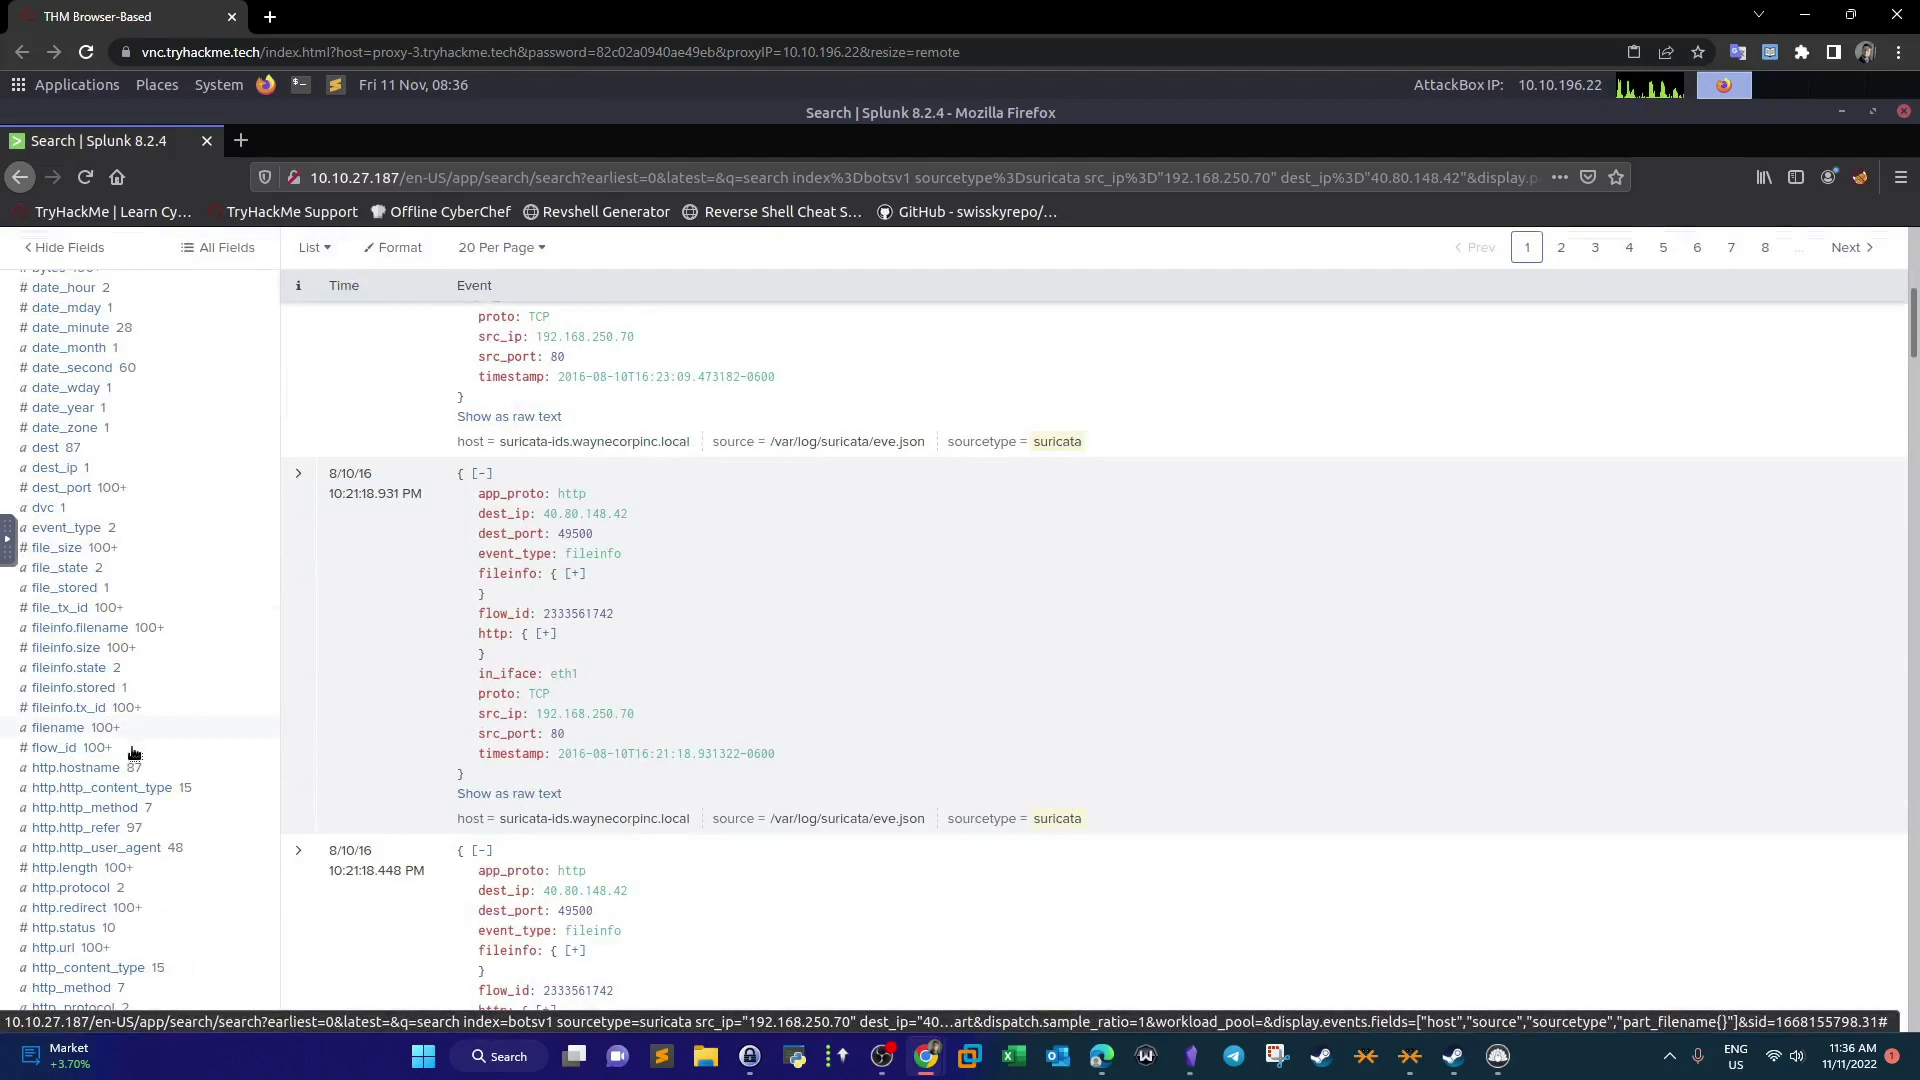 THM Browser-Based
vnc.tryhackme.tech/index.html?host=proxy-3.tryhackme.tech&password=82c02a0940ae49eb&proxyIP=10.10.196.22&resize=remote
Applications Places System Fri 11 Nov, 08:36 AttackBox IP: 10.10.196.22
Search | Splunk 8.2.4 - Mozilla Firefox
Search | Splunk 8.2.4
10.10.27.187/en-US/app/search/search?earliest=0&latest=&q=search index%3Dbotsv1 sourcetype%3Dsuricata src_ip%3D"192.168.250.70" dest_ip%3D"40.80.148.42"&display.p
TryHackMe | Learn Cy… TryHackMe Support Offline CyberChef Revshell Generator Reverse Shell Cheat S… GitHub - swisskyrepo/…
Hide Fields All Fields List Format 20 Per Page Prev 1 2 3 4 5 6 7 8 ... Next
i Time Event
# bytes 100+
# date_hour 2
# date_mday 1
# date_minute 28
a date_month 1
# date_second 60
a date_wday 1
# date_year 1
# date_zone 1
a dest 87
a dest_ip 1
# dest_port 100+
a dvc 1
a event_type 2
# file_size 100+
a file_state 2
a file_stored 1
# file_tx_id 100+
a fileinfo.filename 100+
# fileinfo.size 100+
a fileinfo.state 2
a fileinfo.stored 1
# fileinfo.tx_id 100+
a filename 100+
# flow_id 100+
a http.hostname 87
a http.http_content_type 15
a http.http_method 7
a http.http_refer 97
a http.http_user_agent 48
# http.length 100+
a http.protocol 2
a http.redirect 100+
# http.status 10
a http.url 100+
a http_content_type 15
a http_method 7
a http_protocol 2
proto: TCP
src_ip: 192.168.250.70
src_port: 80
timestamp: 2016-08-10T16:23:09.473182-0600
}
Show as raw text
host = suricata-ids.waynecorpinc.local source = /var/log/suricata/eve.json sourcetype = suricata
8/10/16
10:21:18.931 PM
{ [-]
app_proto: http
dest_ip: 40.80.148.42
dest_port: 49500
event_type: fileinfo
fileinfo: { [+]
}
flow_id: 2333561742
http: { [+]
}
in_iface: eth1
proto: TCP
src_ip: 192.168.250.70
src_port: 80
timestamp: 2016-08-10T16:21:18.931322-0600
}
Show as raw text
host = suricata-ids.waynecorpinc.local source = /var/log/suricata/eve.json sourcetype = suricata
8/10/16
10:21:18.448 PM
{ [-]
app_proto: http
dest_ip: 40.80.148.42
dest_port: 49500
event_type: fileinfo
fileinfo: { [+]
}
flow_id: 2333561742
http: { [+]
10.10.27.187/en-US/app/search/search?earliest=0&latest=&q=search index=botsv1 sourcetype=suricata src_ip="192.168.250.70" dest_ip="40...art&dispatch.sample_ratio=1&workload_pool=&display.events.fields=["host","source","sourcetype","part_filename{}"]&sid=1668155798.31#
Market
+3.70%
Search
ENG
US
11:36 AM
11/11/2022
1